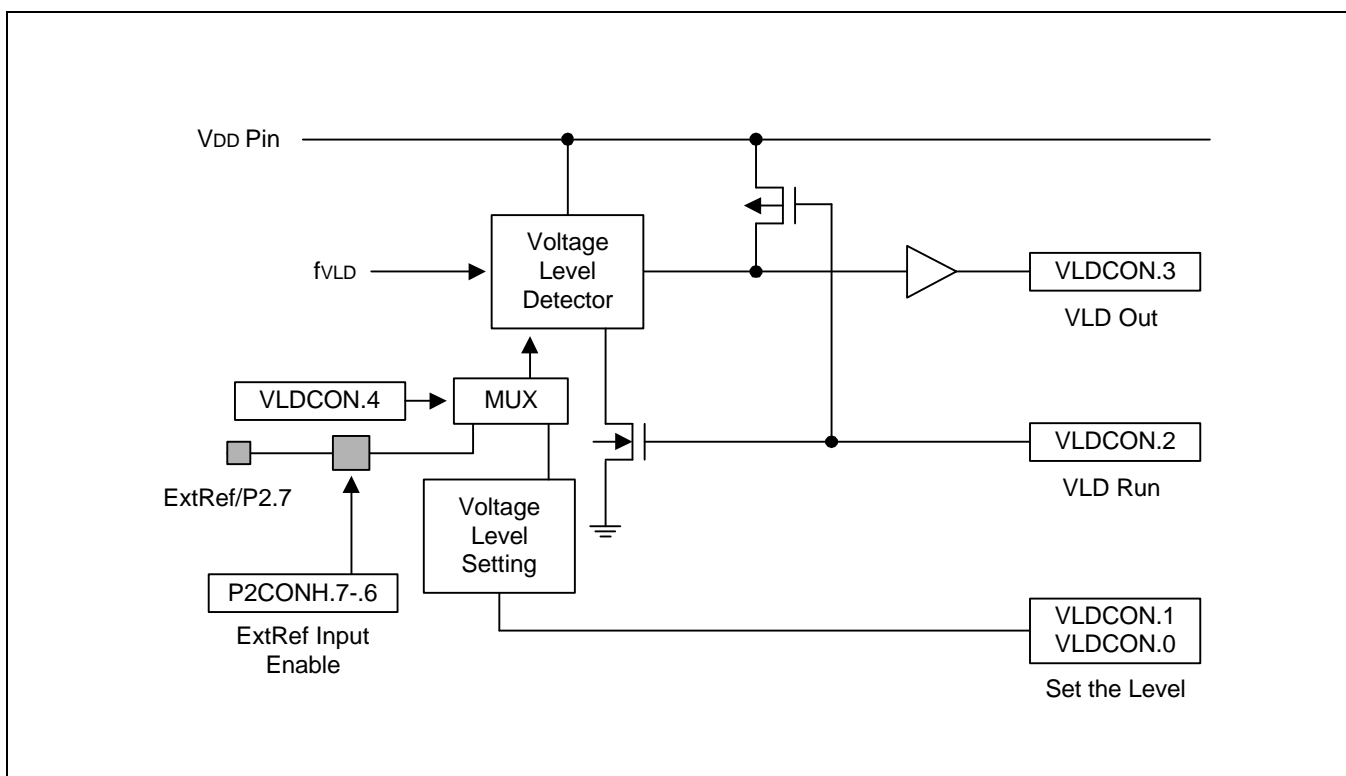 VDD Pin
Voltage
Level
Detector
fVLD
VLDCON.3
VLD Out
VLDCON.4
MUX
VLDCON.2
VLD Run
ExtRef/P2.7
Voltage
Level
Setting
P2CONH.7-.6
ExtRef Input
Enable
VLDCON.1
VLDCON.0
Set the Level